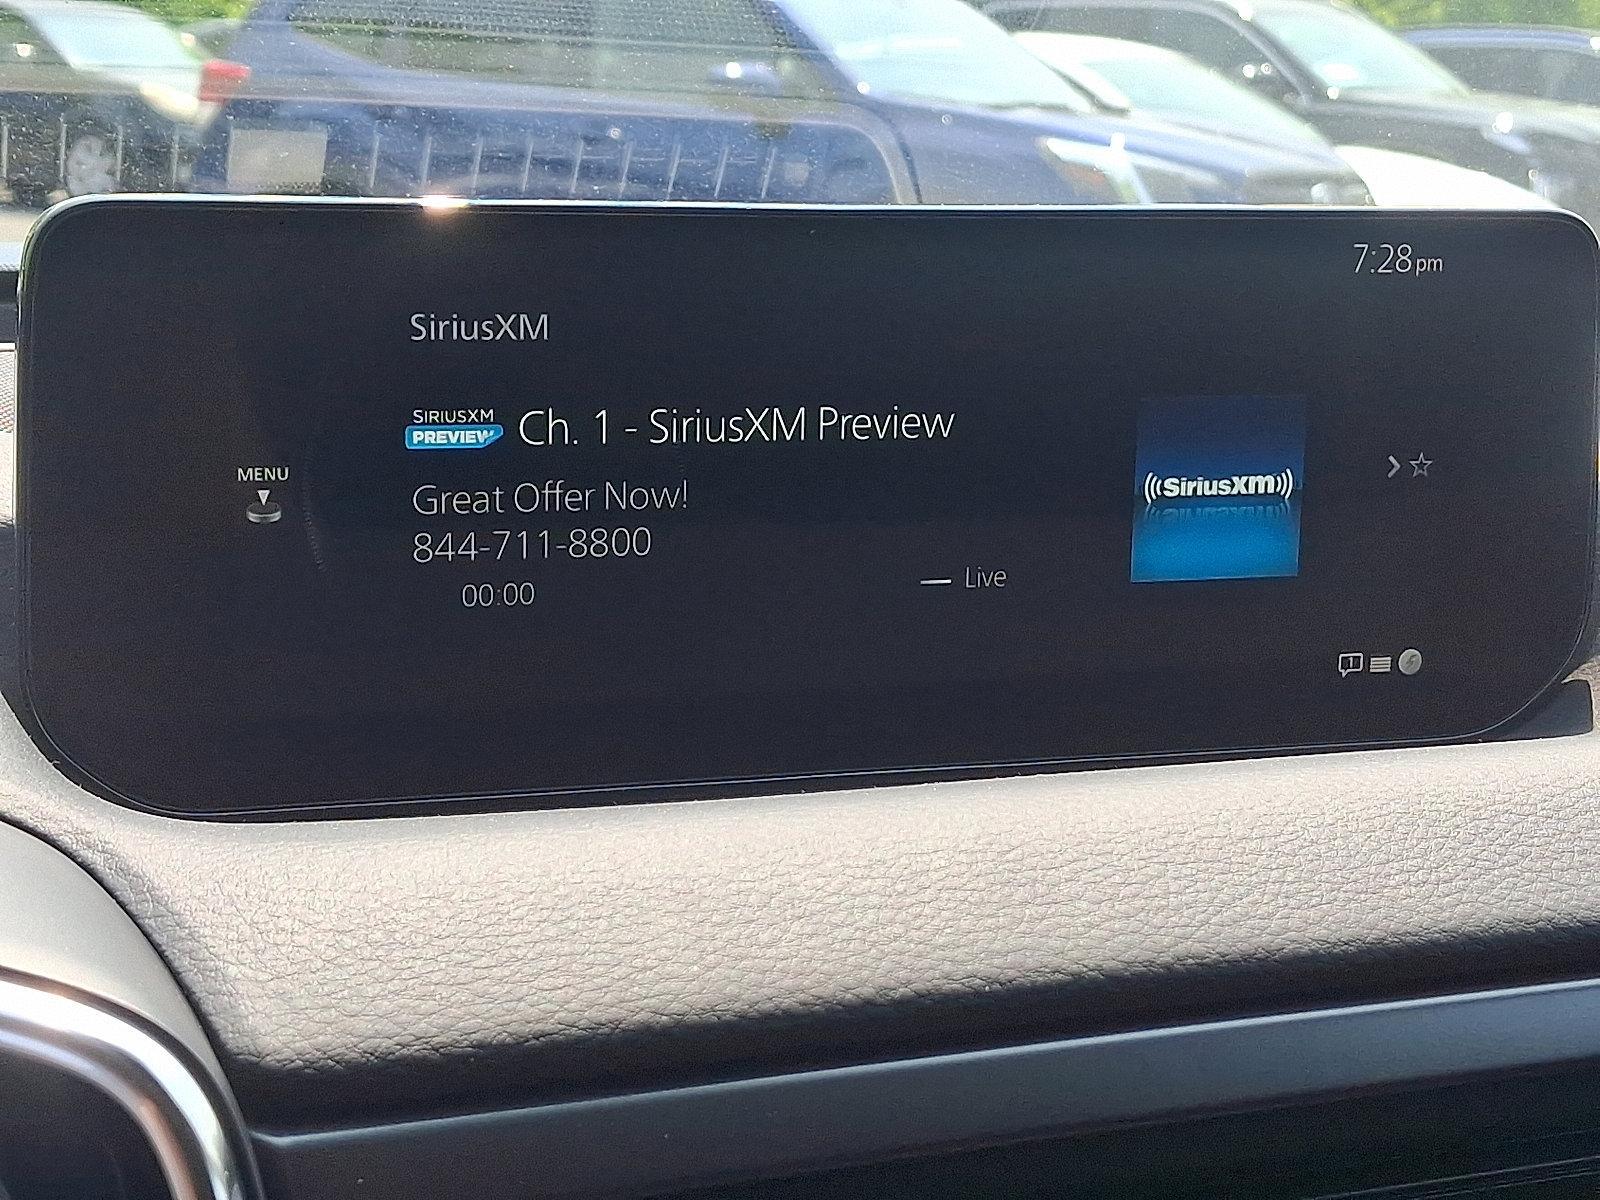 7:28pm
SiriusXM
SIRIUSXM
PREVIEW
Ch. 1 - SiriusXM Preview
MENU
Great Offer Now!
844-711-8800
00:00
Live
((SiriusXm))
1